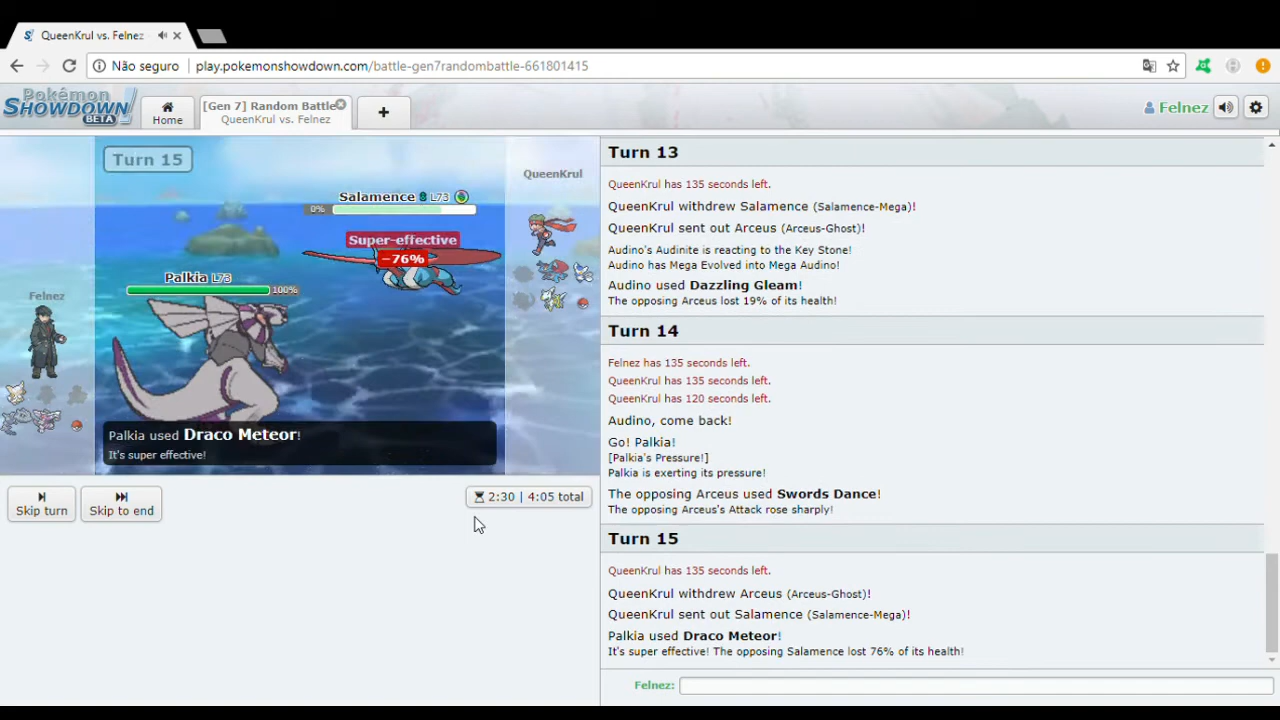 QueenKrul vs. Felnez
Não seguro
play.pokemonshowdown.com/battle-gen7randombattle-661801415
Pokémon
SHOWDOWN!
BETA
Home
[Gen 7] Random Battle
QueenKrul vs. Felnez
+
Felnez
Turn 15
QueenKrul
Salamence L73
0%
Super-effective
-76%
Palkia L73
100%
Felnez
Palkia used Draco Meteor!
It's super effective!
Skip turn
Skip to end
2:30 | 4:05 total
Turn 13
QueenKrul has 135 seconds left.
QueenKrul withdrew Salamence (Salamence-Mega)!
QueenKrul sent out Arceus (Arceus-Ghost)!
Audino's Audinite is reacting to the Key Stone!
Audino has Mega Evolved into Mega Audino!
Audino used Dazzling Gleam!
The opposing Arceus lost 19% of its health!
Turn 14
Felnez has 135 seconds left.
QueenKrul has 135 seconds left.
QueenKrul has 120 seconds left.
Audino, come back!
Go! Palkia!
[Palkia's Pressure!]
Palkia is exerting its pressure!
The opposing Arceus used Swords Dance!
The opposing Arceus's Attack rose sharply!
Turn 15
QueenKrul has 135 seconds left.
QueenKrul withdrew Arceus (Arceus-Ghost)!
QueenKrul sent out Salamence (Salamence-Mega)!
Palkia used Draco Meteor!
It's super effective! The opposing Salamence lost 76% of its health!
Felnez: